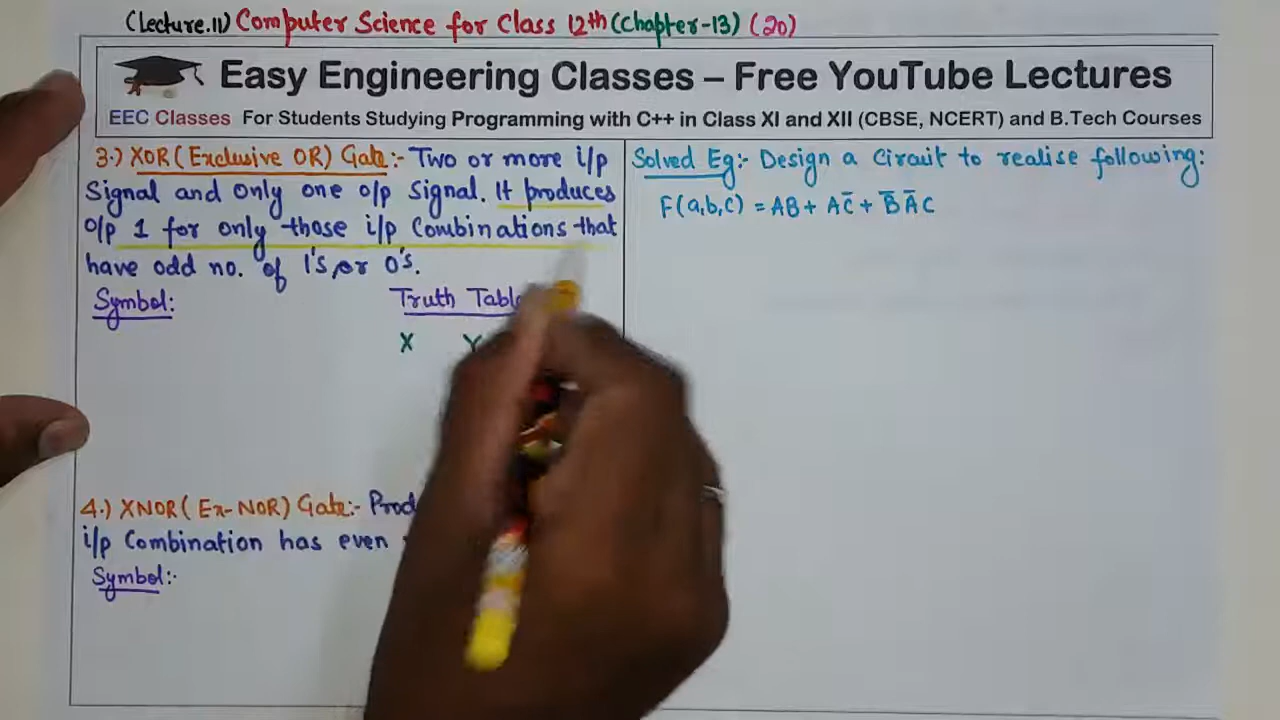 (Lecture.11) Computer Science for Class 12th (Chapter-13) (20)
Easy Engineering Classes – Free YouTube Lectures
EEC Classes For Students Studying Programming with C++ in Class XI and XII (CBSE, NCERT) and B.Tech Courses
3.) XOR (Exclusive OR) Gate:- Two or more i/p
Signal and only one o/p Signal. It produces
o/p 1 for only those i/p Combinations that
have odd no. of 1's or 0's.
Symbol:
Truth
X Y
4.) XNOR (Ex-NOR) Gate:-
i/p Combination has even
Symbol:-
Solved Eg:- Design a Circuit to realise following:
F(a,b,c) = AB + AC̅ + B̅ A̅ C